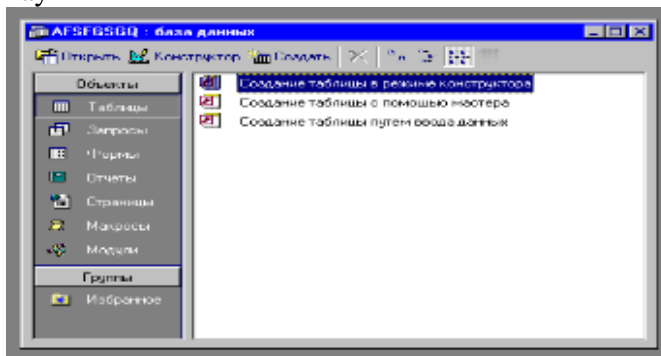 AFSFGSGQ : база данных
Открыть Конструктор Создать
Объекты
Таблицы
Запросы
Формы
Отчеты
Страницы
Макросы
Модули
Группы
Избранное
Создание таблицы в режиме конструктора
Создание таблицы с помощью мастера
Создание таблицы путем ввода данных